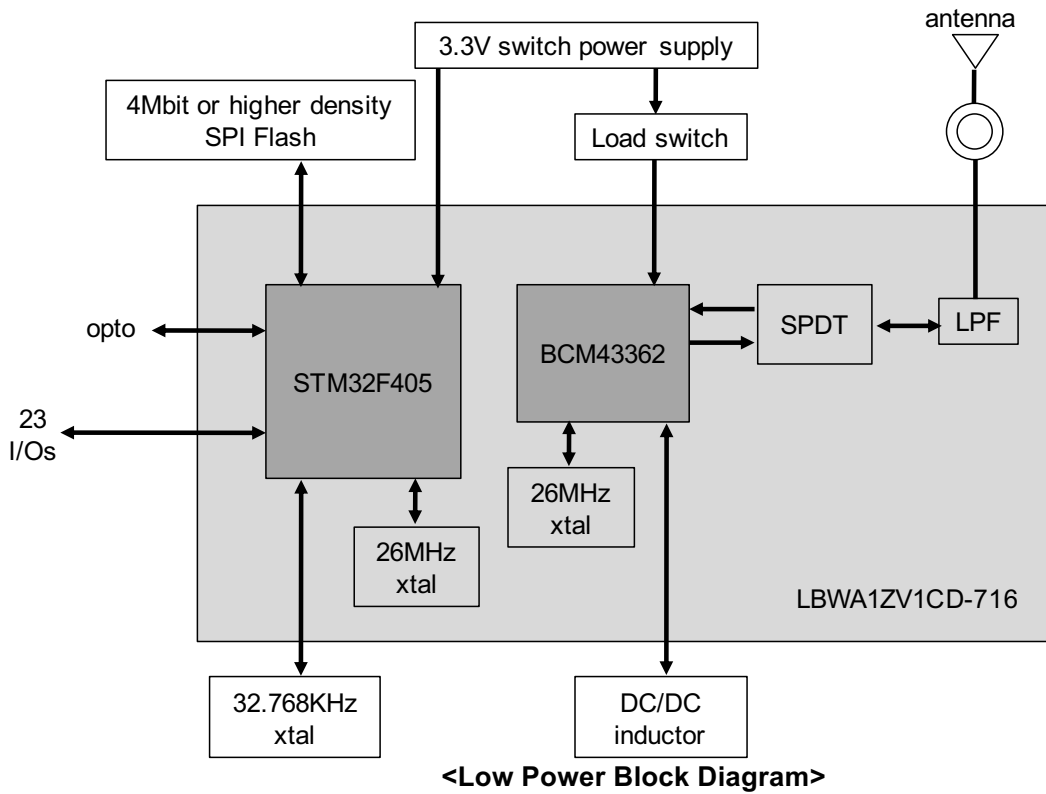 antenna
3.3V switch power supply
4Mbit or higher density
SPI Flash
Load switch
opto
STM32F405
BCM43362
SPDT
LPF
23
I/Os
26MHz
xtal
26MHz
xtal
LBWA1ZV1CD-716
32.768KHz
xtal
DC/DC
inductor
<Low Power Block Diagram>